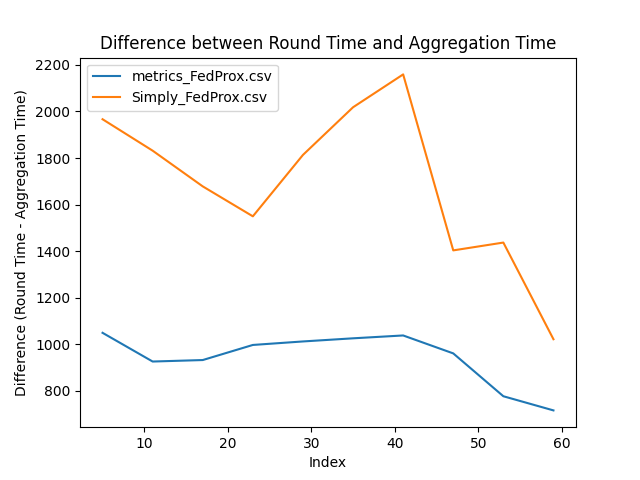 Difference between Round Time and Aggregation Time
metrics_FedProx.csv
Simply_FedProx.csv
Difference (Round Time - Aggregation Time)
2200
2000
1800
1600
1400
1200
1000
800
10 20 30 40 50 60
Index